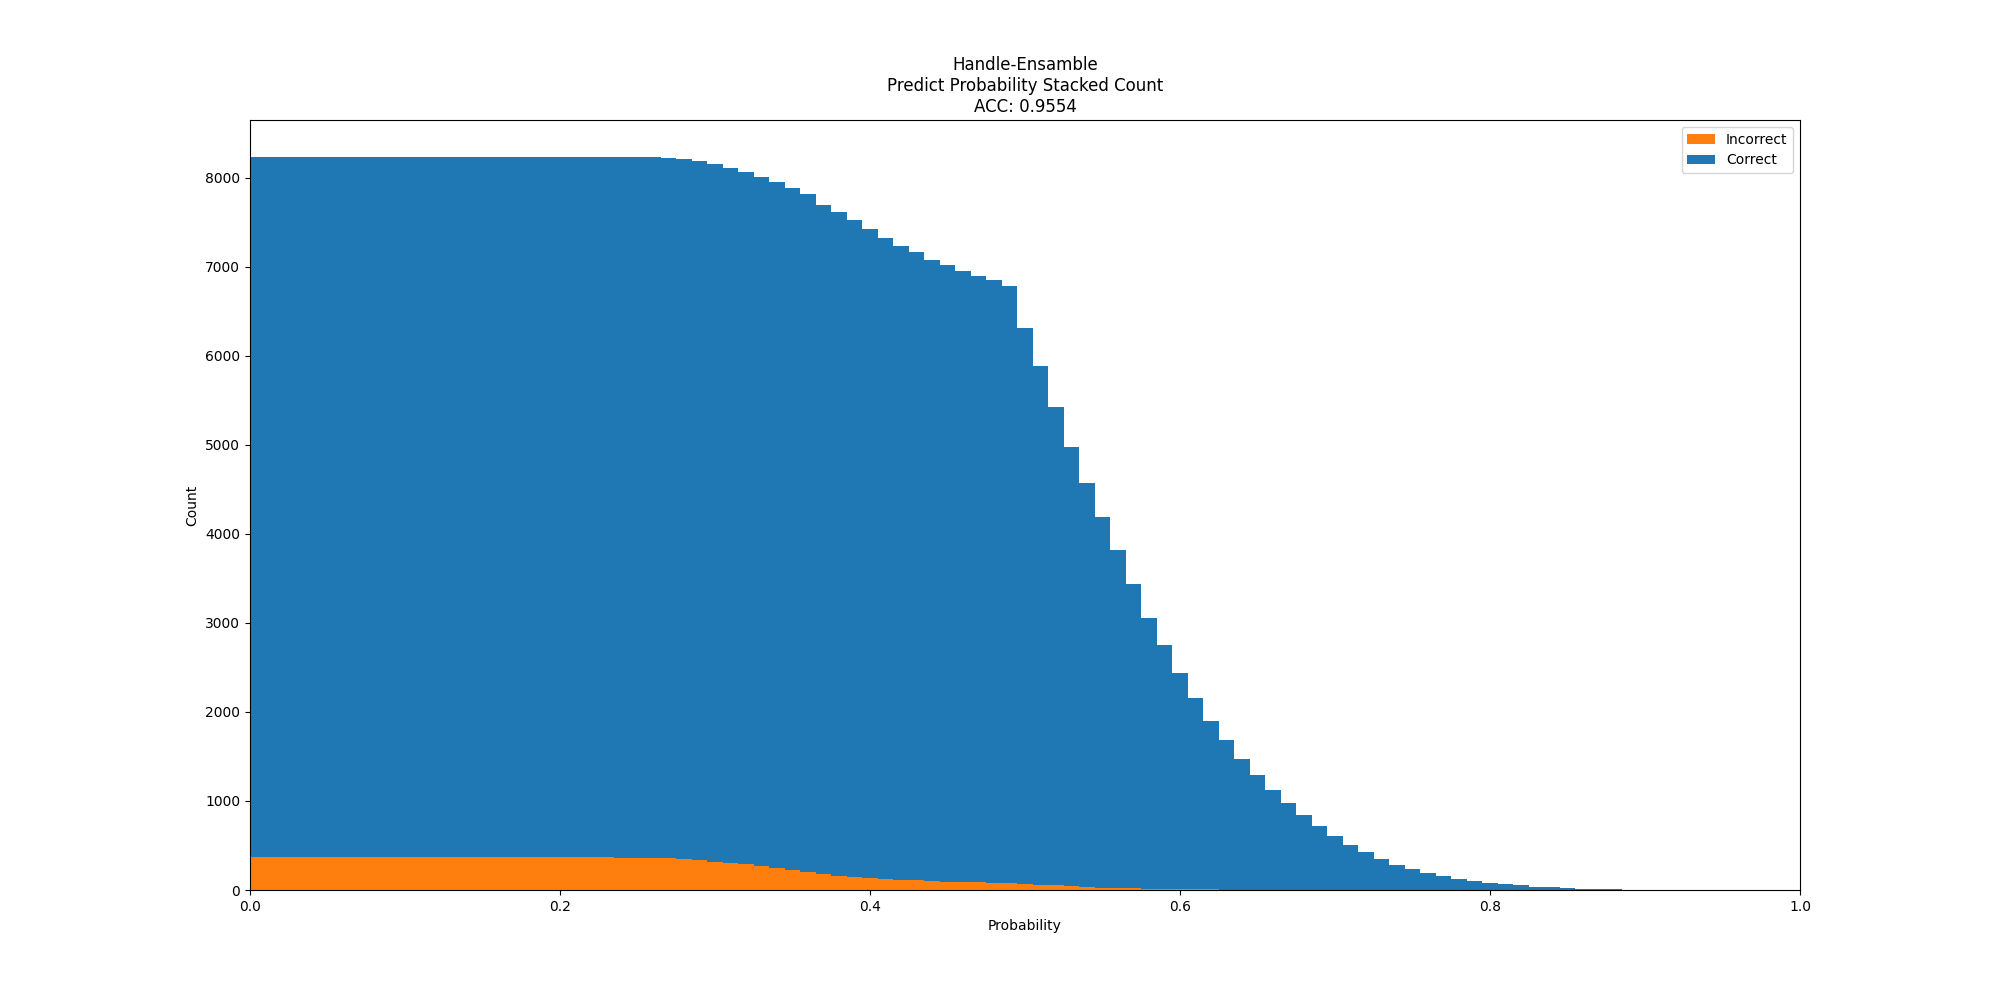 Handle-Ensamble
Predict Probability Stacked Count
ACC: 0.9554
Incorrect
Correct
8000
7000
6000
5000
4000
3000
2000
1000
0
Count
0.0 0.2 0.4 0.6 0.8 1.0
Probability